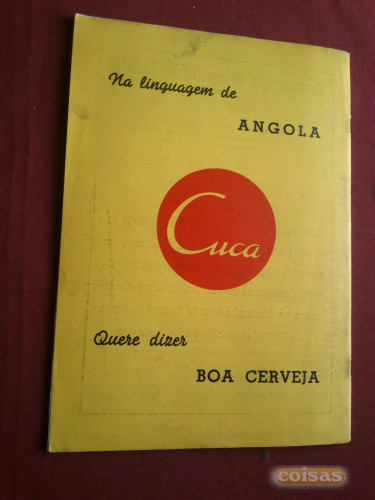 Na linguagem de
ANGOLA
Cuca
Quere dizer
BOA CERVEJA
coisas